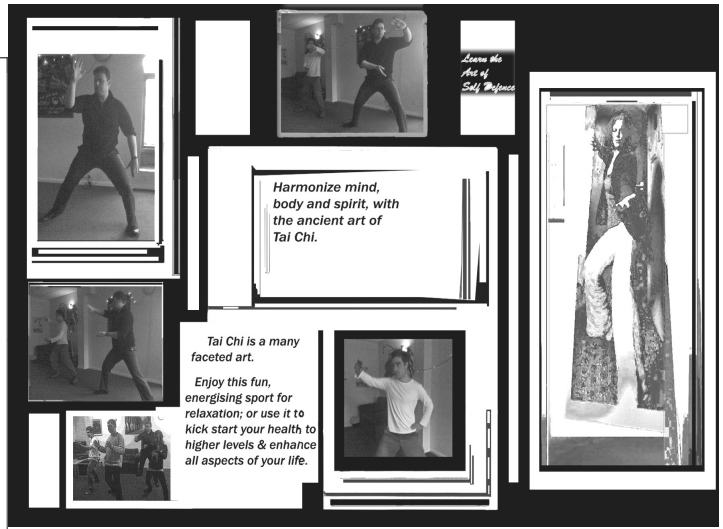 Learn the
Art of
Self Defence
Harmonize mind,
body and spirit, with
the ancient art of
Tai Chi.
Tai Chi is a many
faceted art.
Enjoy this fun,
energising sport for
relaxation; or use it to
kick start your health, to
higher levels & enhance
all aspects of your life.